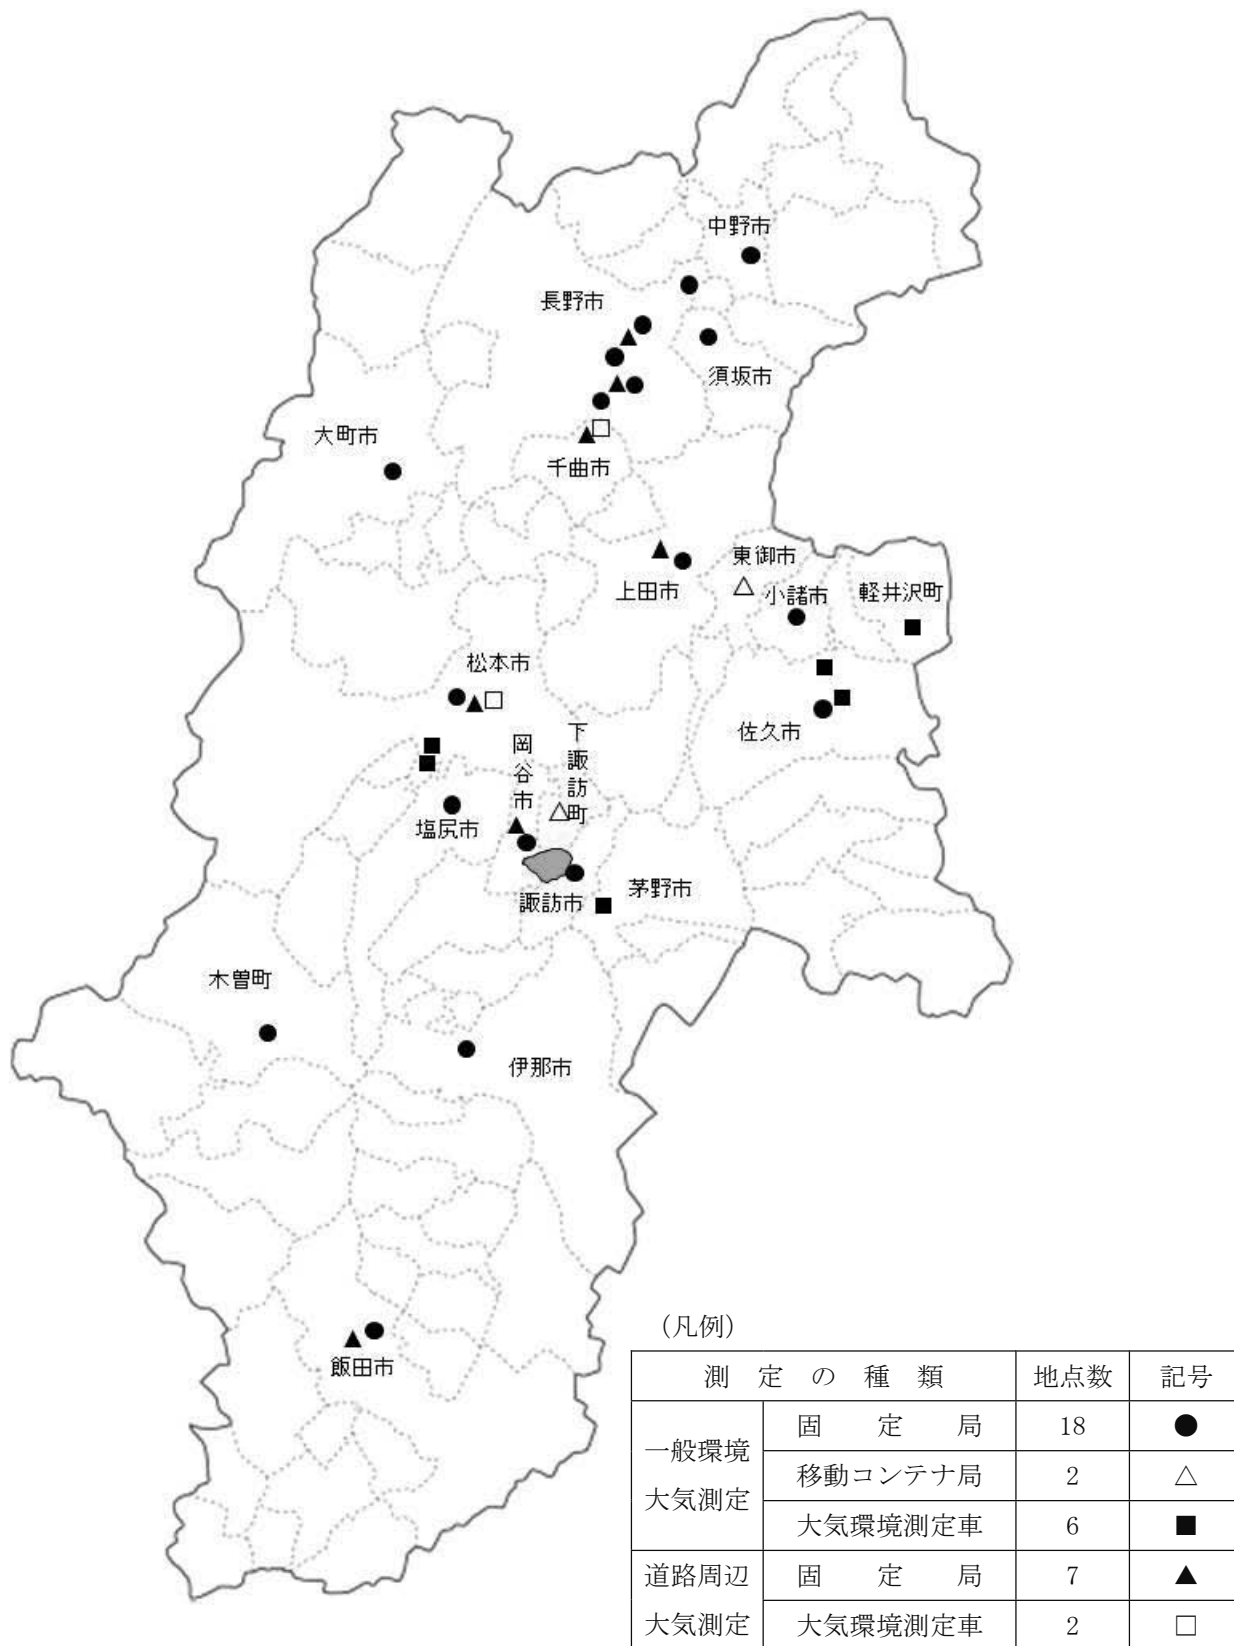 中野市
長野市
須坂市
大町市
千曲市
東御市
上田市
小諸市
軽井沢町
松本市
佐久市
岡谷市
下諏訪町
塩尻市
諏訪市
茅野市
木曽町
伊那市
飯田市
（凡例）
測定の種類 地点数 記号
一般環境大気測定 固定局 18 ●
移動コンテナ局 2 △
大気環境測定車 6 ■
道路周辺大気測定 固定局 7 ▲
大気環境測定車 2 □